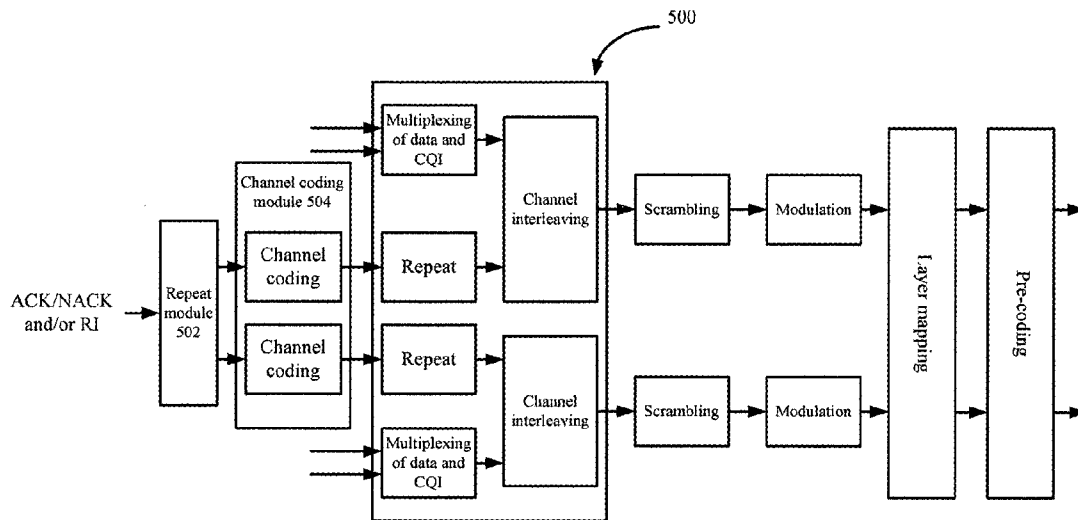 500
Multiplexing
of data and
CQI
Channel coding
module 504
Channel
interleaving
Scrambling
Modulation
Channel
coding
Repeat
ACK/NACK
and/or RI
Repeat
module
502
Layer mapping
Pre-coding
Channel
coding
Repeat
Channel
interleaving
Scrambling
Modulation
Multiplexing
of data and
CQI